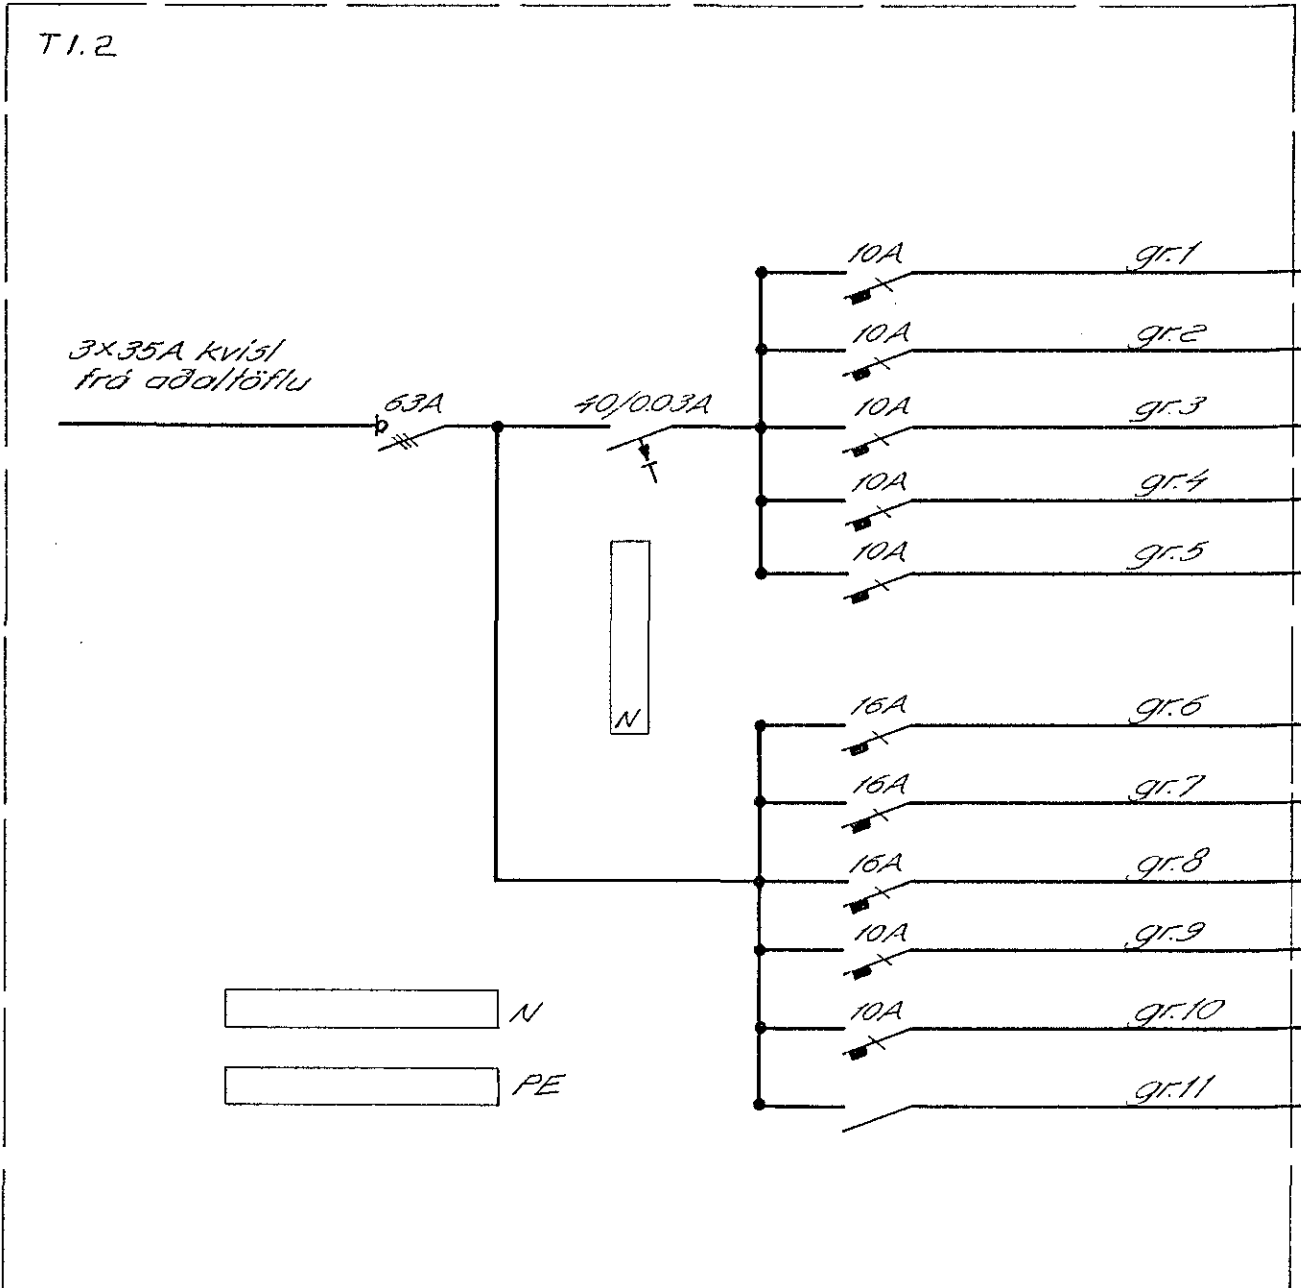 T1.2
10A gr.1
10A gr.2
3x35A kvísl
frá aðaltöflu
63A 40/0.03A 10A gr.3
10A gr.4
10A gr.5
N
16A gr.6
16A gr.7
16A gr.8
10A gr.9
N
10A gr.10
PE
gr.11